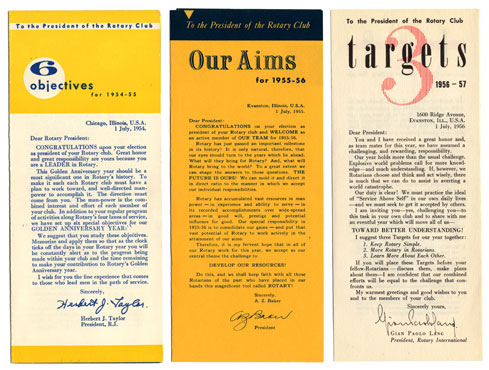 To the President of the Rotary Club
6
objectives
for 1954-55
Chicago, Illinois, U.S.A.
1 July, 1954.
Dear Rotary President:
CONGRATULATIONS upon your election
as president of your Rotary club. Great honor
and great responsibility are yours because you
are a LEADER in Rotary.
This Golden Anniversary year should be a
most significant one in Rotary's history. To
make it such each Rotary club must have a
plan to work toward, and well-directed man-
power to accomplish it. The direction must
come from you. The man-power is the com-
bined interest and effort of each member of
your club. In addition to your regular program
of activities along Rotary's four lanes of service,
we have set up six special objectives for our
GOLDEN ANNIVERSARY YEAR.
We suggest that you study these objectives.
Memorize and apply them so that as the clock
ticks off the days in your Rotary year you will
be constantly alert to the progress being
made within your club and the time remaining
to make your contribution to Rotary's Golden
Anniversary year.
I wish for you the fine experience that comes
to those who lead men in the path of service.
Sincerely,
Herbert J. Taylor
Herbert J. Taylor
President, R.I.
To the President of the Rotary Club
Our Aims
for 1955-56
Evanston, Illinois, U.S.A.
1 July, 1955.
Dear Rotary President:
CONGRATULATIONS on your election as
president of your Rotary club and WELCOME as
an active member of OUR TEAM for 1955-56.
Rotary has just passed an important milestone
in its history! It is only natural, therefore, that
our eyes should turn to the years which lie ahead.
What will they bring for Rotary? And, what will
Rotary bring to the world? To a great extent we
can shape the answers to those questions. THE
FUTURE IS OURS! We can mold it and direct it
in direct ratio to the manner in which we accept
our individual responsibilities.
Rotary has accumulated vast resources in man
power — in experience and ability to serve — in
its recorded accomplishments over wide-spread
areas — in good will, prestige and potential
influence for good. Our special responsibility in
1955-56 is to consolidate our gains — and put that
vast potential of Rotary to work actively in the
attainment of our aims.
Therefore, it is my fervent hope that in all of
our Rotary work for this year, we accept as our
central theme the challenge to
DEVELOP OUR RESOURCES!
Do this, and we shall keep faith with all those
Rotarians of the past who have placed in our
hands this magnificent tool called ROTARY!
Sincerely,
A. Z. Baker
AZ Baker
President
To the President of the Rotary Club
3
targets
1956 - 57
1600 Ridge Avenue,
Evanston, Ill., U.S.A.
1 July, 1956
Dear President:
You and I have received a great honor and,
as team mates for this year, we have assumed a
challenging, and rewarding, responsibility.
Our year holds more than the usual challenge.
Explosive world problems call for more knowl-
edge — and much understanding. If, however, we
Rotarians choose and think and act wisely, there
is much that we can do to assist in preventing
world catastrophe.
Our duty is clear! We must practice the ideal
of "Service Above Self" in our own daily lives
— and we must seek to get it accepted by others.
I am inviting you — yes, challenging you — to
this task in your own club and to share with me
an eventful year which will move all of us —
TOWARD BETTER UNDERSTANDING!
I suggest three Targets for our year together:
1. Keep Rotary Simple.
2. More Rotary in Rotarians.
3. Learn More About Each Other.
If you will place these Targets before your
fellow-Rotarians — discuss them, make plans
about them — I am confident that our combined
efforts will be equal to the challenge that con-
fronts us.
My warmest greetings and good wishes to you
and to the members of your club.
Sincerely yours,
Gian Paolo Lang
Gian Paolo Lang
President, Rotary International